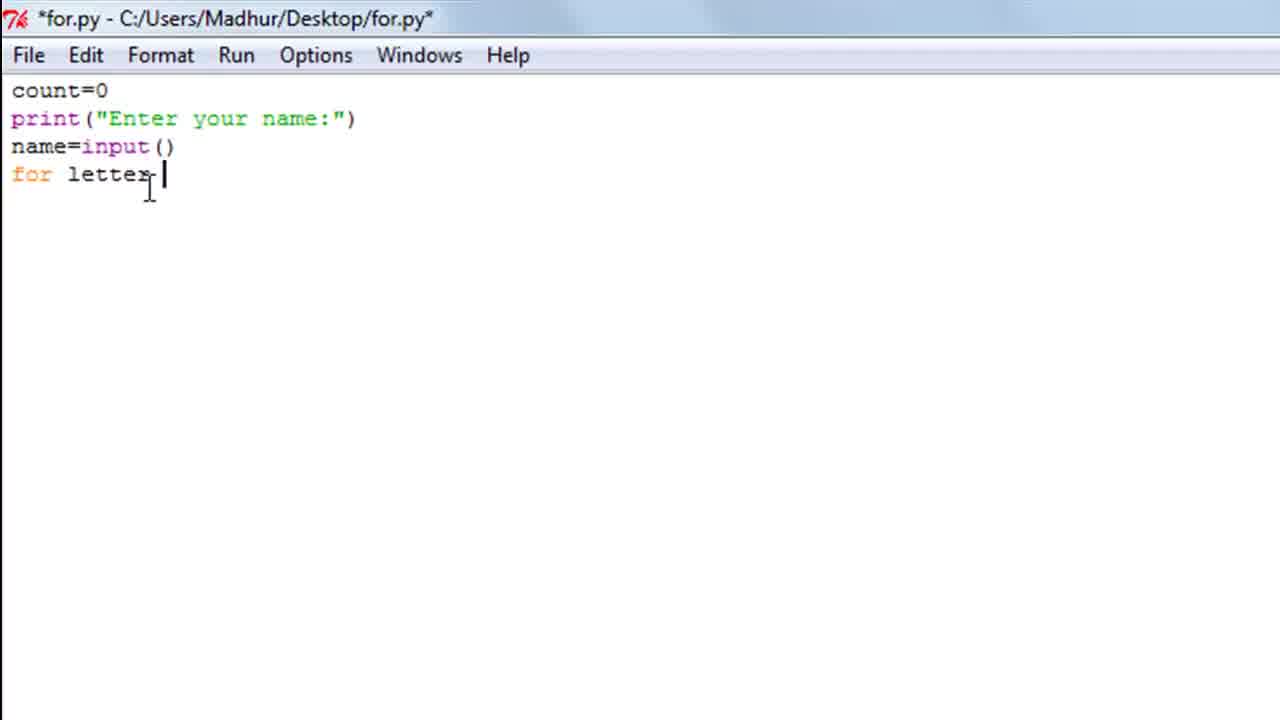 *for.py - C:/Users/Madhur/Desktop/for.py*
File Edit Format Run Options Windows Help
count=0
print("Enter your name:")
name=input()
for letter